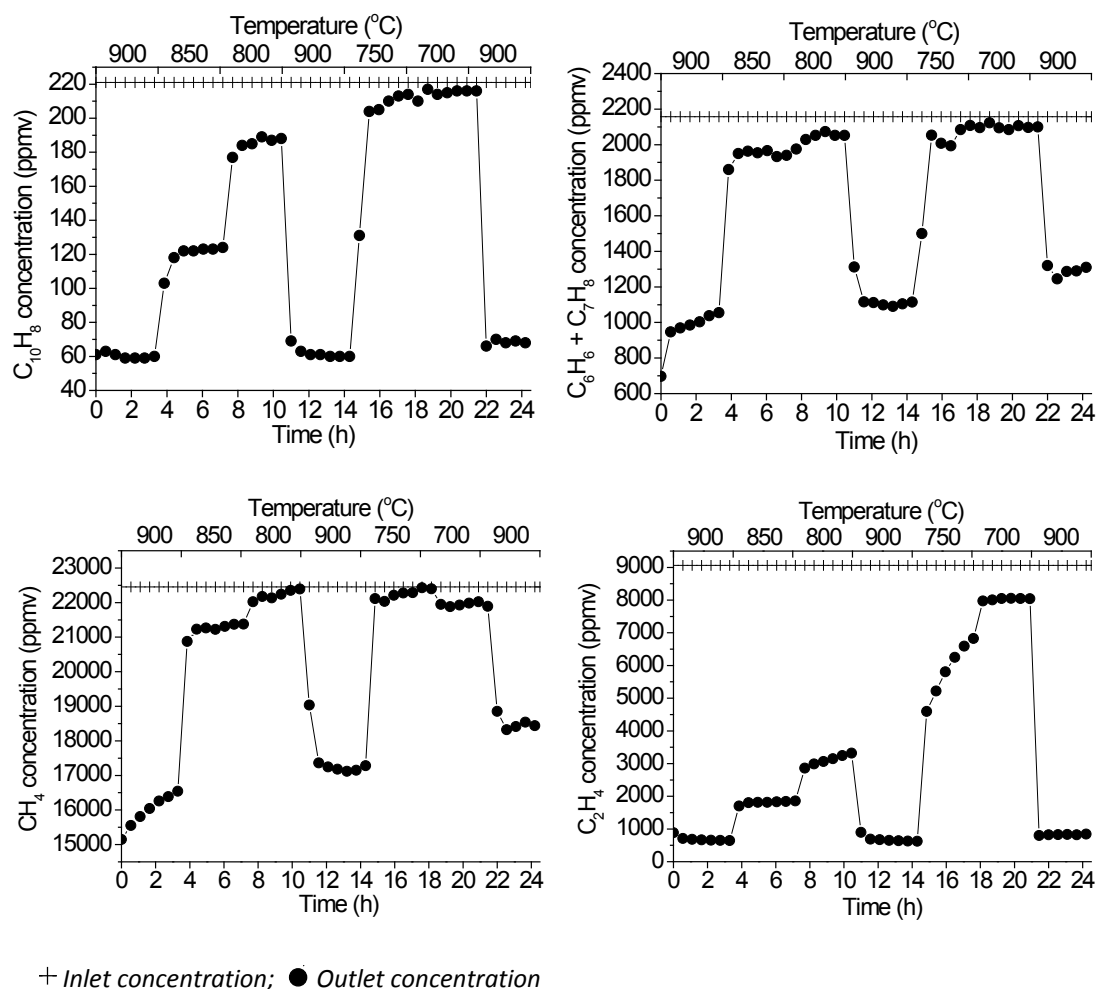 Temperature (°C)
900 850 800 900 750 700 900
220
200
180
160
140
120
100
80
60
40
C10H8 concentration (ppmv)
0 2 4 6 8 10 12 14 16 18 20 22 24
Time (h)
Temperature (°C)
900 850 800 900 750 700 900
2400
2200
2000
1800
1600
1400
1200
1000
800
600
C6H6 + C7H8 concentration (ppmv)
0 2 4 6 8 10 12 14 16 18 20 22 24
Time (h)
Temperature (°C)
900 850 800 900 750 700 900
23000
22000
21000
20000
19000
18000
17000
16000
15000
CH4 concentration (ppmv)
0 2 4 6 8 10 12 14 16 18 20 22 24
Time (h)
Temperature (°C)
900 850 800 900 750 700 900
9000
8000
7000
6000
5000
4000
3000
2000
1000
0
C2H4 concentration (ppmv)
0 2 4 6 8 10 12 14 16 18 20 22 24
Time (h)
Inlet concentration; Outlet concentration